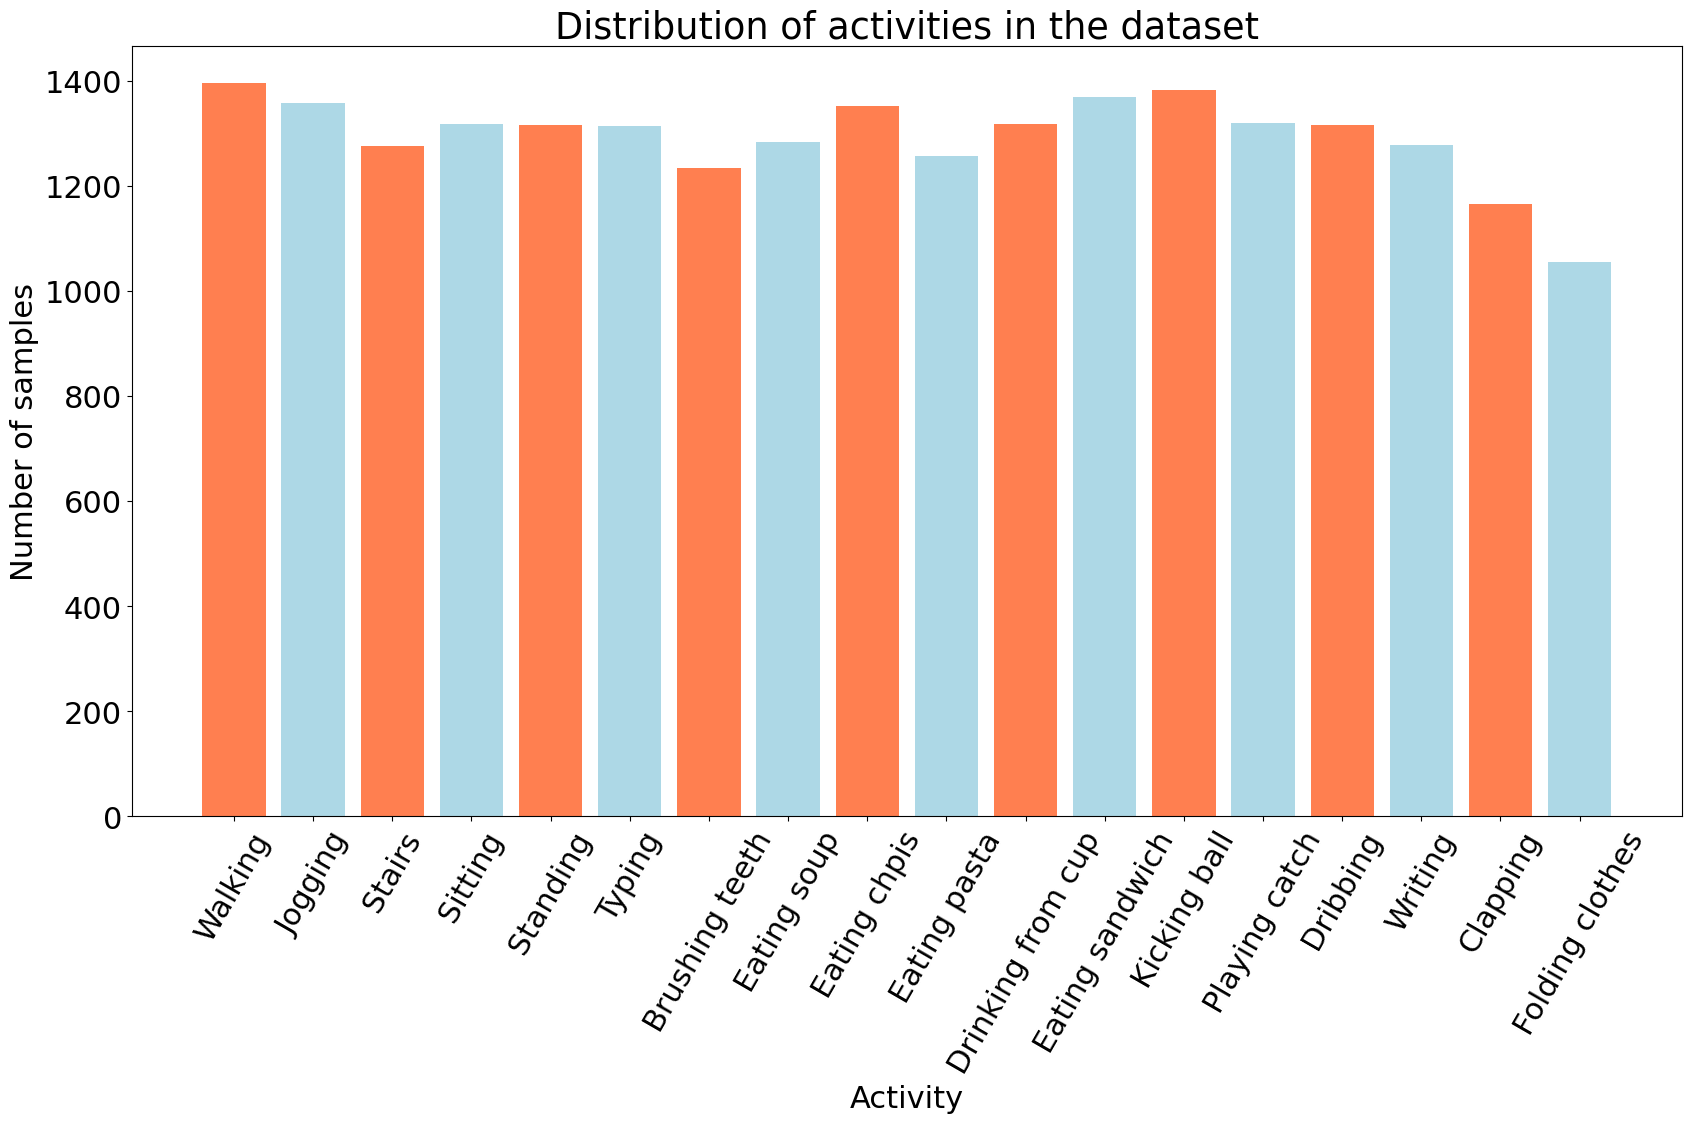 Distribution of activities in the dataset
Number of samples
1400
1200
1000
800
600
400
200
0
Walking
Jogging
Stairs
Sitting
Standing
Typing
Brushing teeth
Eating soup
Eating chpis
Eating pasta
Drinking from cup
Eating sandwich
Kicking ball
Playing catch
Dribbing
Writing
Clapping
Folding clothes
Activity